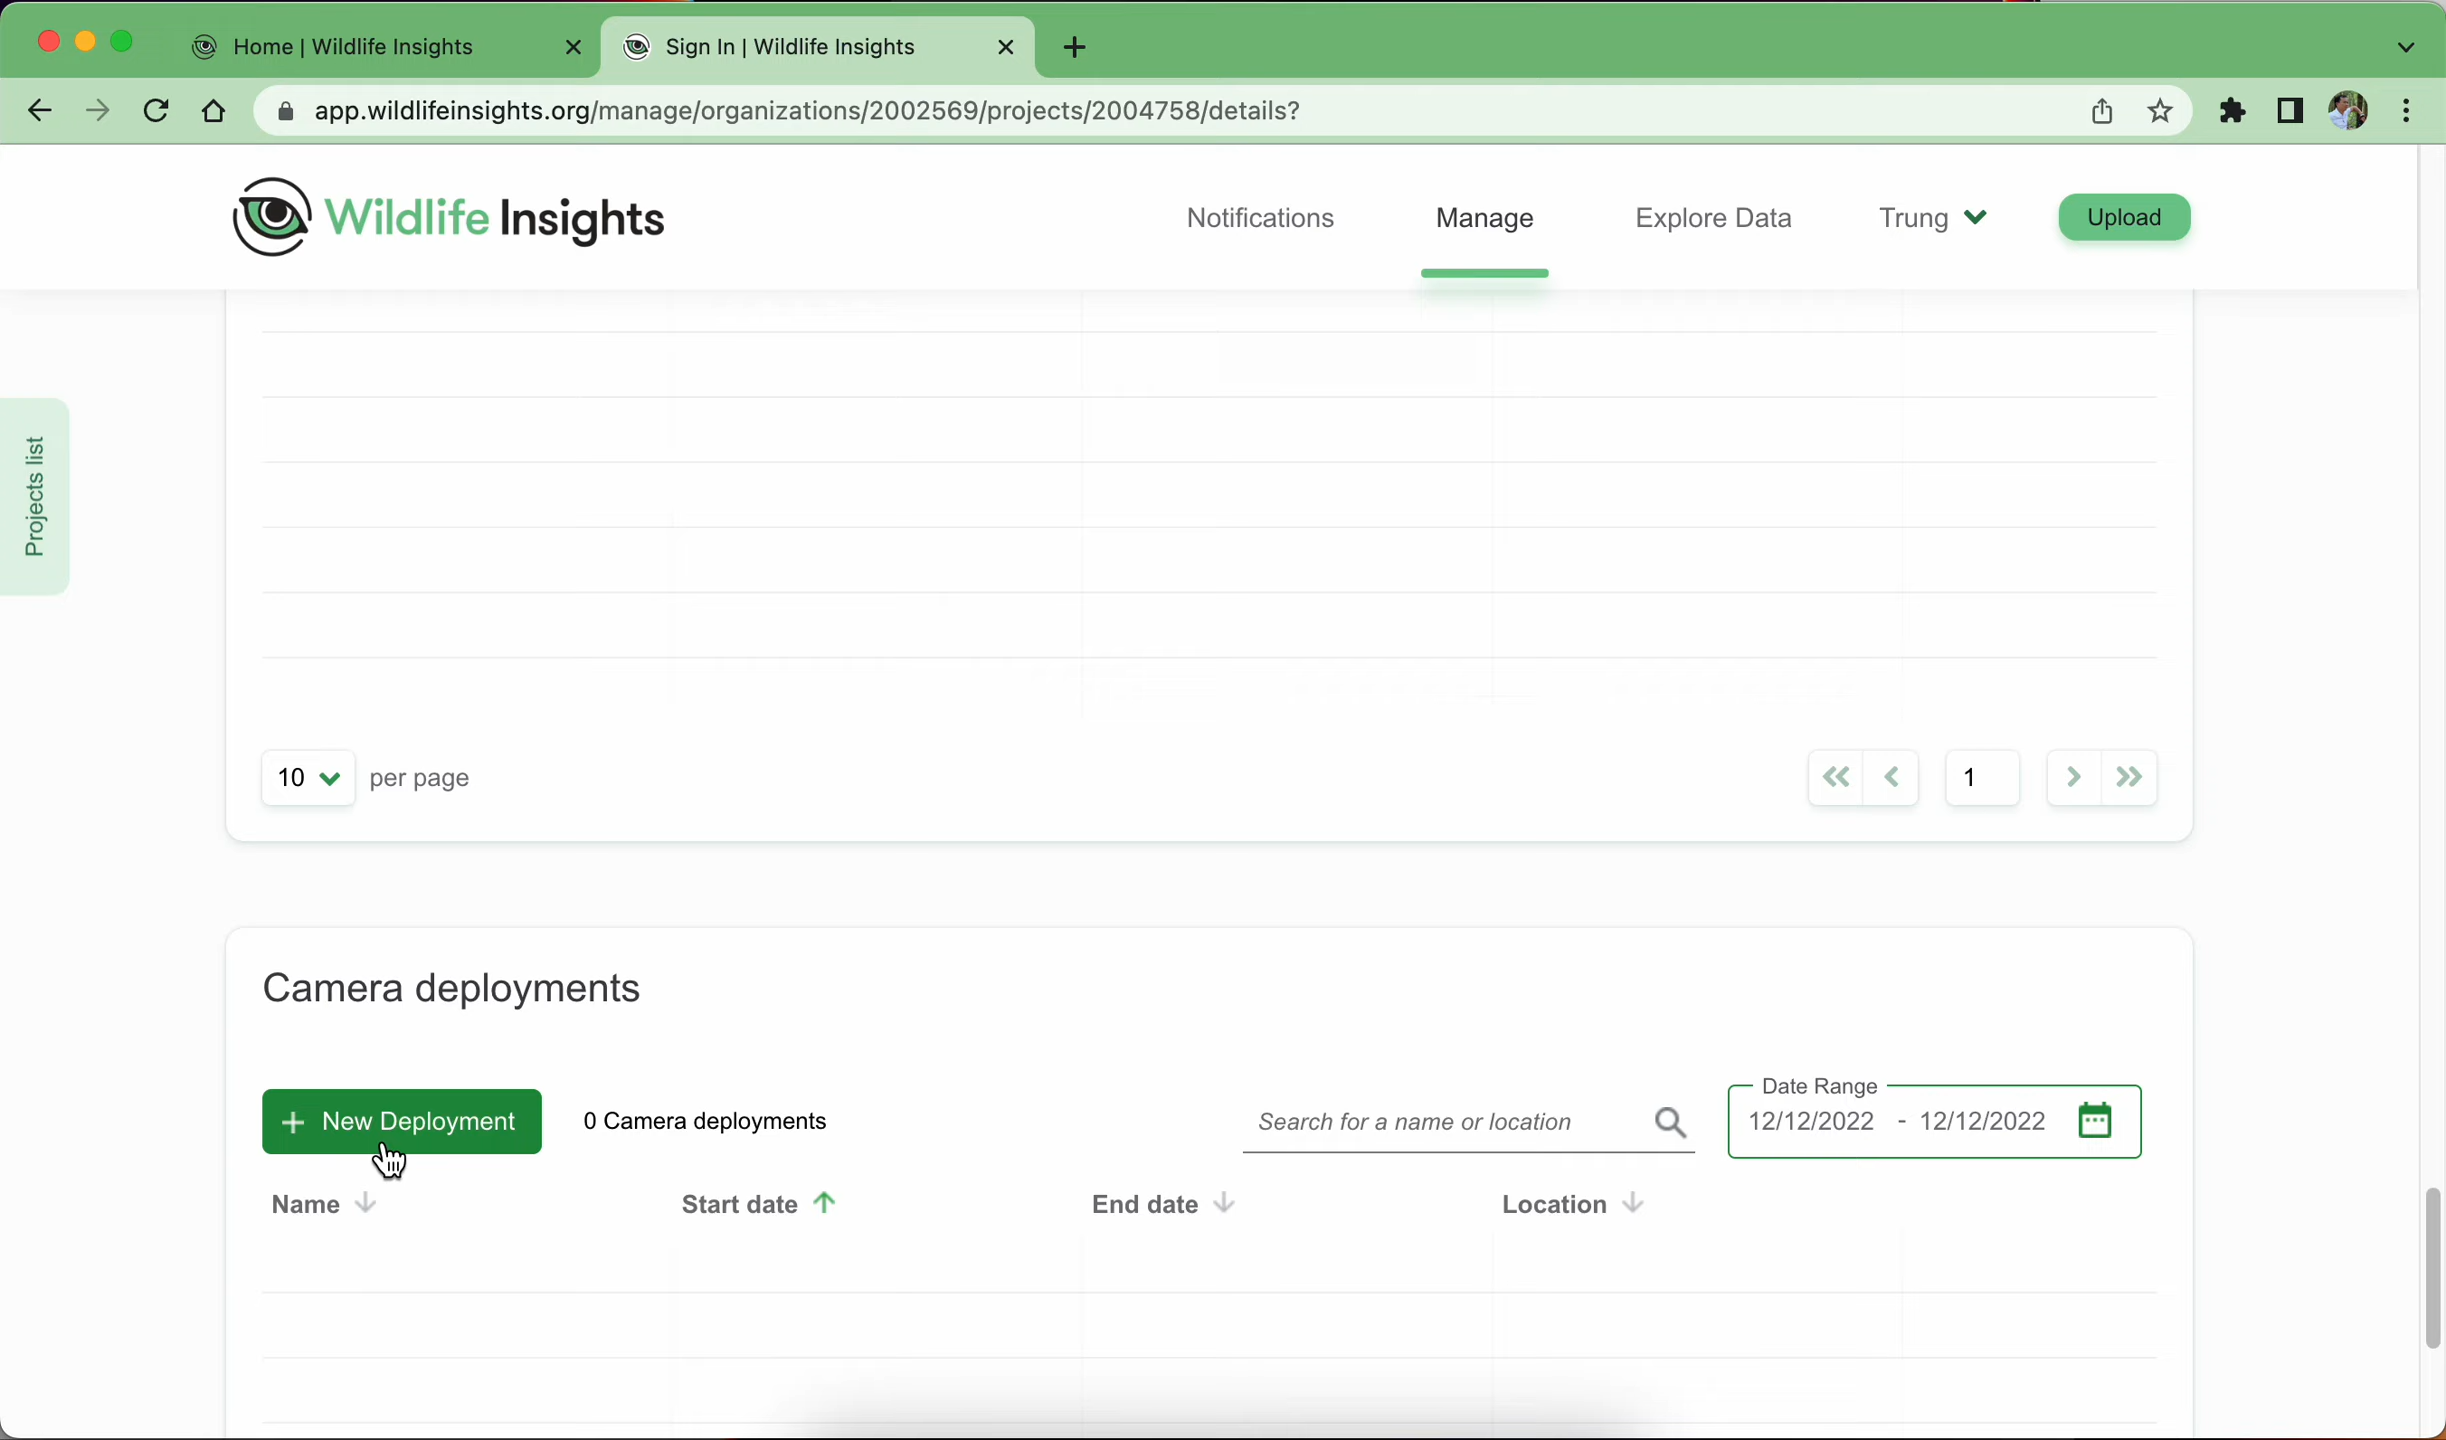 Home | Wildlife Insights
Sign In | Wildlife Insights
app.wildlifeinsights.org/manage/organizations/2002569/projects/2004758/details?
Wildlife Insights
Notifications
Manage
Explore Data
Trung
Upload
Projects list
10
per page
1
Camera deployments
+ New Deployment
0 Camera deployments
Search for a name or location
Date Range
12/12/2022 - 12/12/2022
Name
Start date
End date
Location